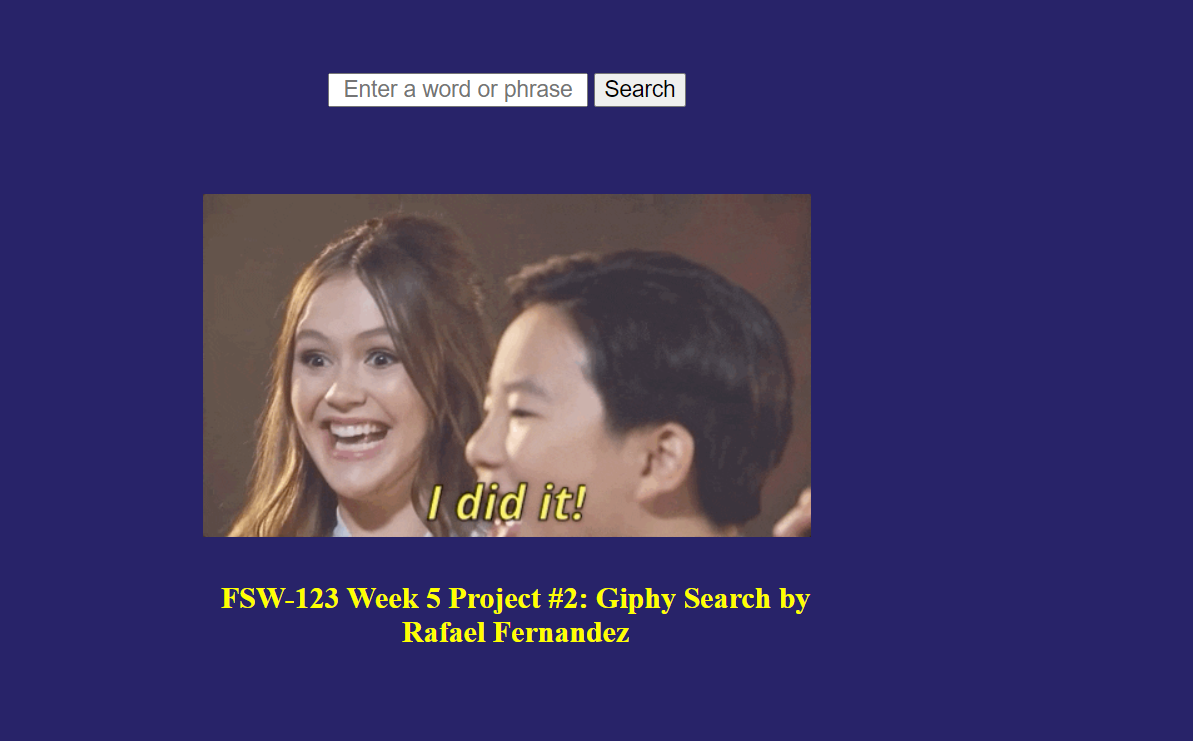 Enter a word or phrase Search
I did it!
FSW-123 Week 5 Project #2: Giphy Search by
Rafael Fernandez